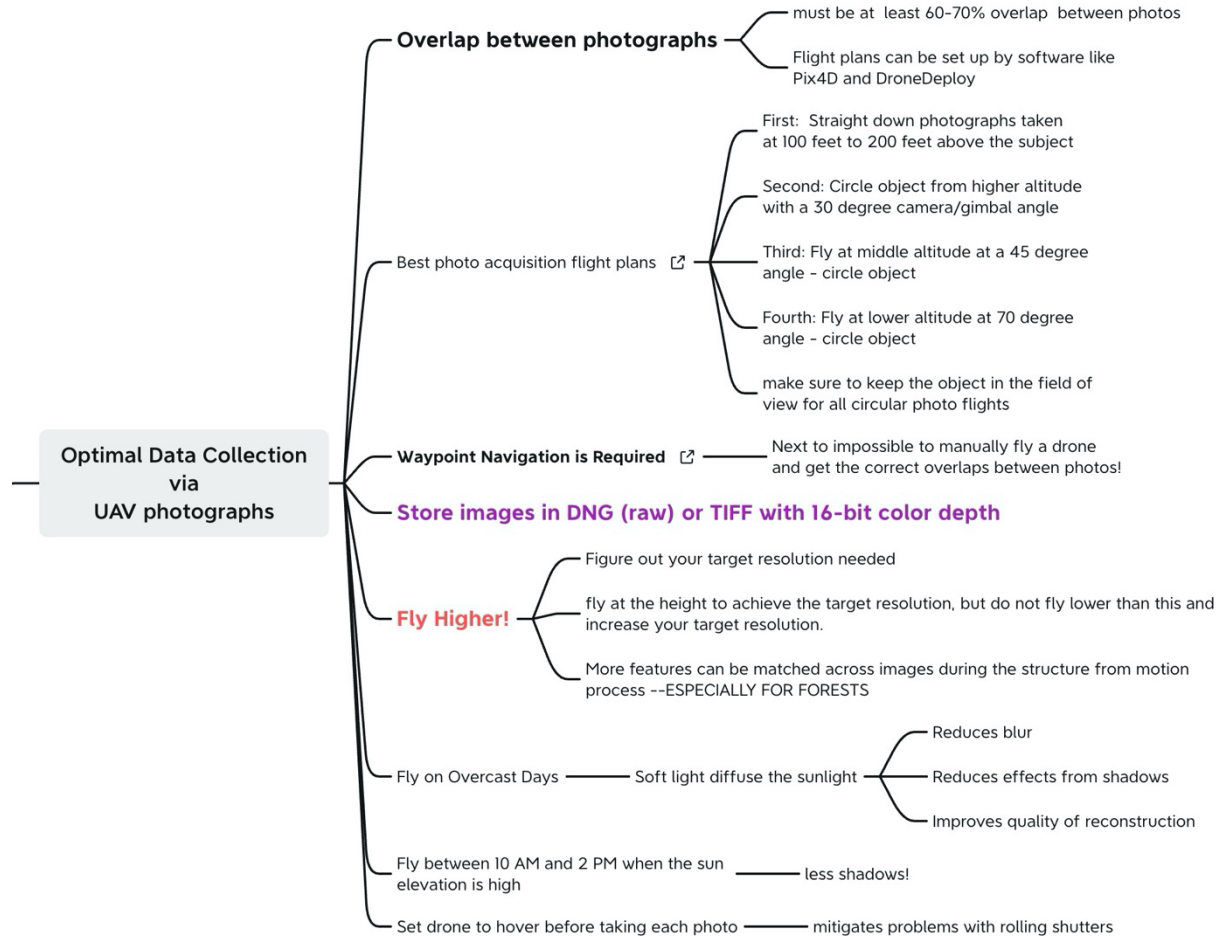 Optimal Data Collection
via
UAV photographs
Overlap between photographs
must be at least 60-70% overlap between photos
Flight plans can be set up by software like
Pix4D and DroneDeploy
Best photo acquisition flight plans
First: Straight down photographs taken
at 100 feet to 200 feet above the subject
Second: Circle object from higher altitude
with a 30 degree camera/gimbal angle
Third: Fly at middle altitude at a 45 degree
angle - circle object
Fourth: Fly at lower altitude at 70 degree
angle - circle object
make sure to keep the object in the field of
view for all circular photo flights
Waypoint Navigation is Required
Next to impossible to manually fly a drone
and get the correct overlaps between photos!
Store images in DNG (raw) or TIFF with 16-bit color depth
Fly Higher!
Figure out your target resolution needed
fly at the height to achieve the target resolution, but do not fly lower than this and
increase your target resolution.
More features can be matched across images during the structure from motion
process --ESPECIALLY FOR FORESTS
Fly on Overcast Days
Soft light diffuse the sunlight
Reduces blur
Reduces effects from shadows
Improves quality of reconstruction
Fly between 10 AM and 2 PM when the sun
elevation is high
less shadows!
Set drone to hover before taking each photo
mitigates problems with rolling shutters